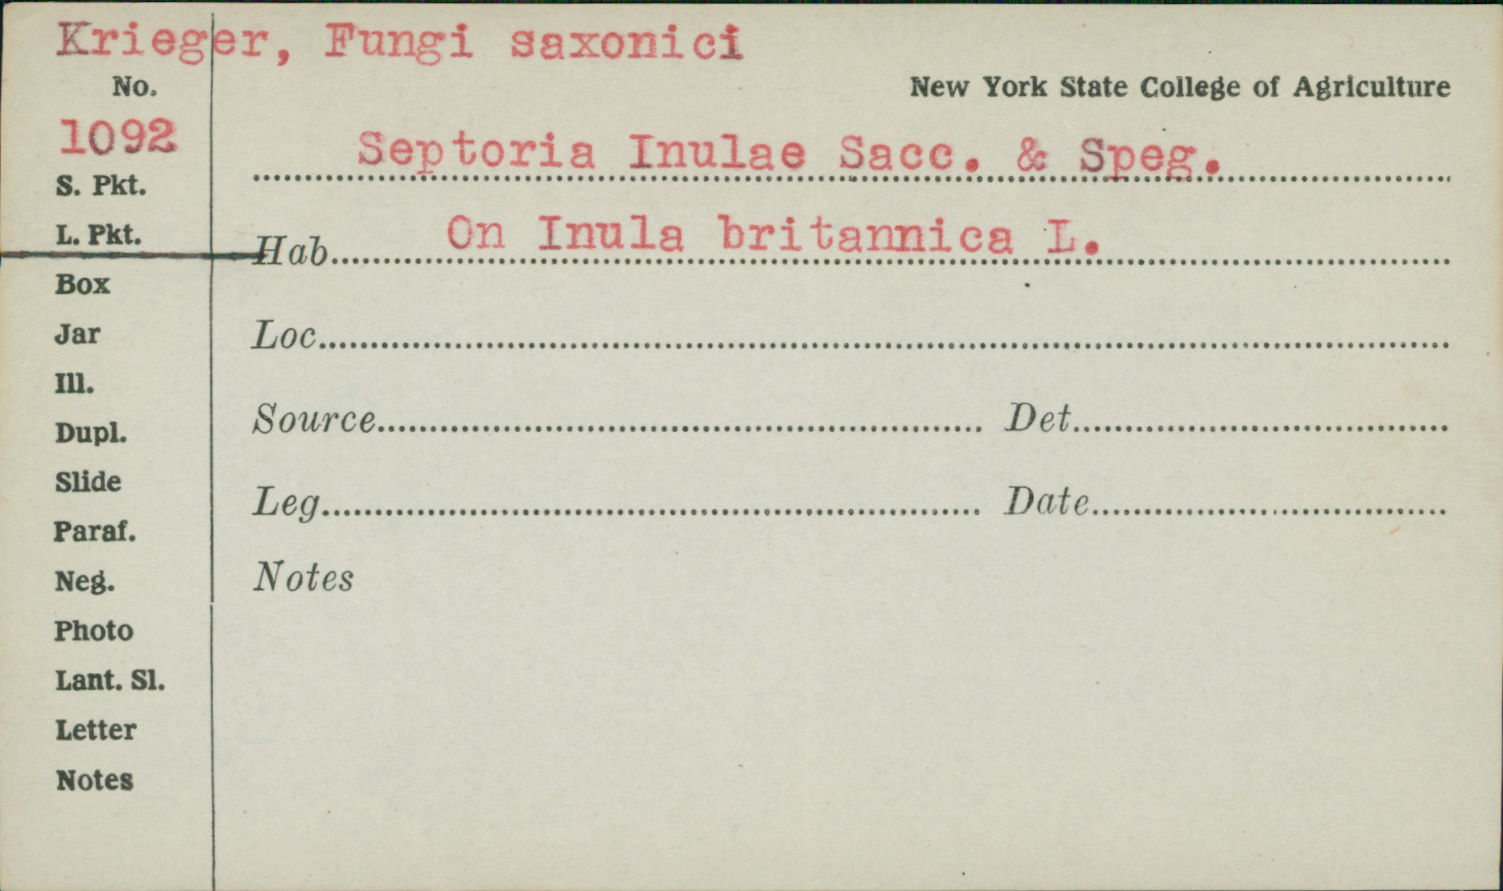 Krieger, Fungi saxonici
No.
New York State College of Agriculture
1092
Septoria Inulae Sacc. & Speg.
S. Pkt.
L. Pkt.
Hab. On Inula britannica L.
Box
Jar
Loc.
Ill.
Dupl.
Source Det.
Slide
Leg. Date
Paraf.
Neg.
Notes
Photo
Lant. Sl.
Letter
Notes